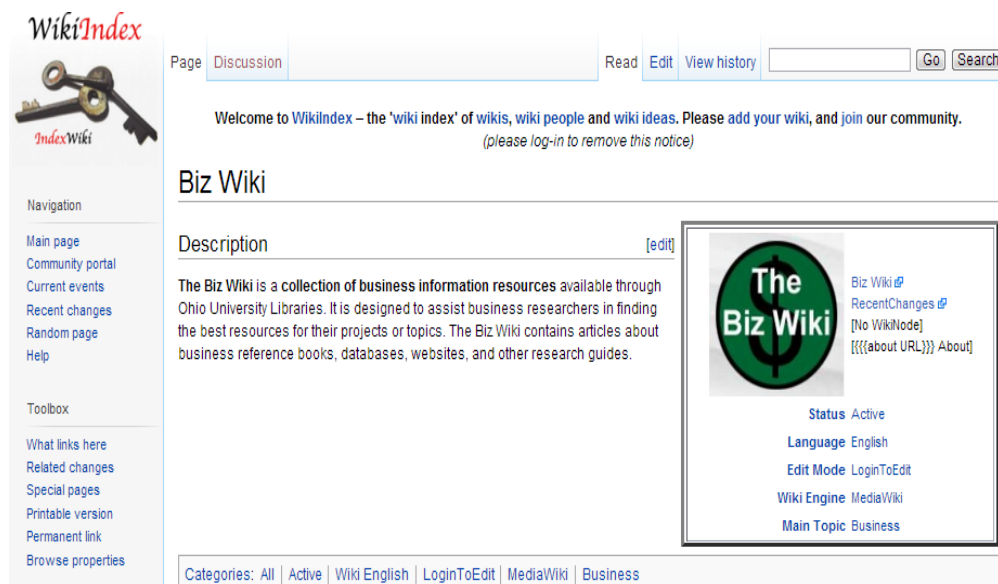 WikiIndex
IndexWiki
Page Discussion Read Edit View history Go Search
Welcome to WikiIndex – the 'wiki index' of wikis, wiki people and wiki ideas. Please add your wiki, and join our community.
(please log-in to remove this notice)
Biz Wiki
Navigation
Main page
Community portal
Current events
Recent changes
Random page
Help
Toolbox
What links here
Related changes
Special pages
Printable version
Permanent link
Browse properties
Description [edit]
The Biz Wiki is a collection of business information resources available through
Ohio University Libraries. It is designed to assist business researchers in finding
the best resources for their projects or topics. The Biz Wiki contains articles about
business reference books, databases, websites, and other research guides.
The
Biz Wiki
Biz Wiki
RecentChanges
[No WikiNode]
[{{{about URL}}} About]
Status Active
Language English
Edit Mode LoginToEdit
Wiki Engine MediaWiki
Main Topic Business
Categories: All | Active | Wiki English | LoginToEdit | MediaWiki | Business